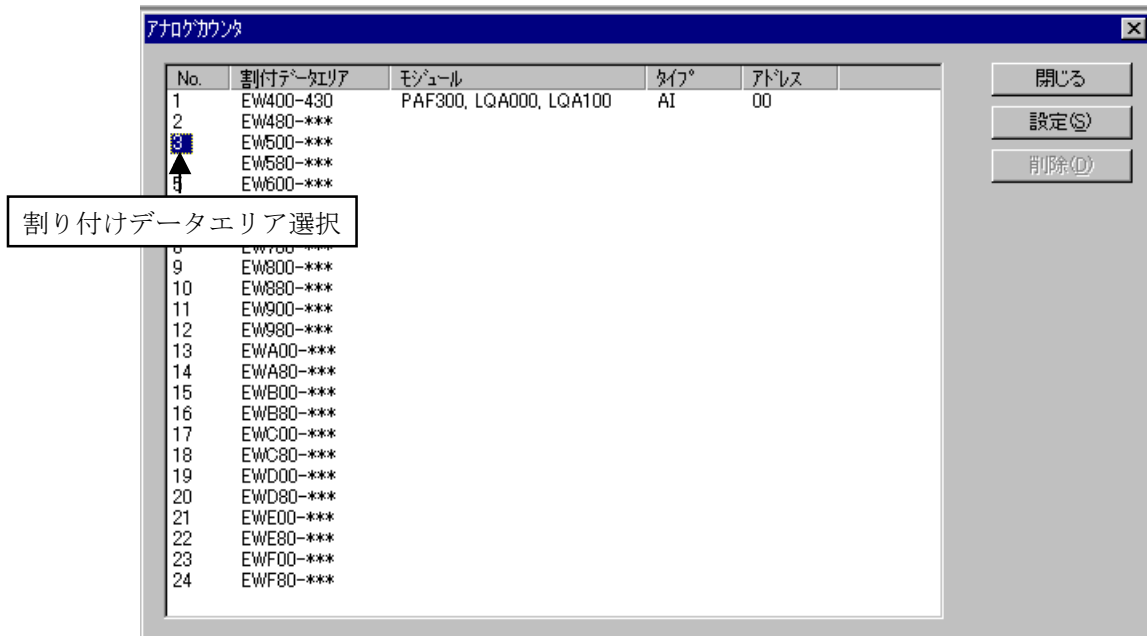 アナログカウンタ
No. 割付データエリア モジュール タイプ アドレス
1 EW400-430 PAF300, LQA000, LQA100 AI 00
2 EW480-***
3 EW500-***
EW580-***
5 EW600-***
割り付けデータエリア選択
8 EW780-***
9 EW800-***
10 EW880-***
11 EW900-***
12 EW980-***
13 EWA00-***
14 EWA80-***
15 EWB00-***
16 EWB80-***
17 EWC00-***
18 EWC80-***
19 EWD00-***
20 EWD80-***
21 EWE00-***
22 EWE80-***
23 EWF00-***
24 EWF80-***
閉じる
設定(S)
削除(D)